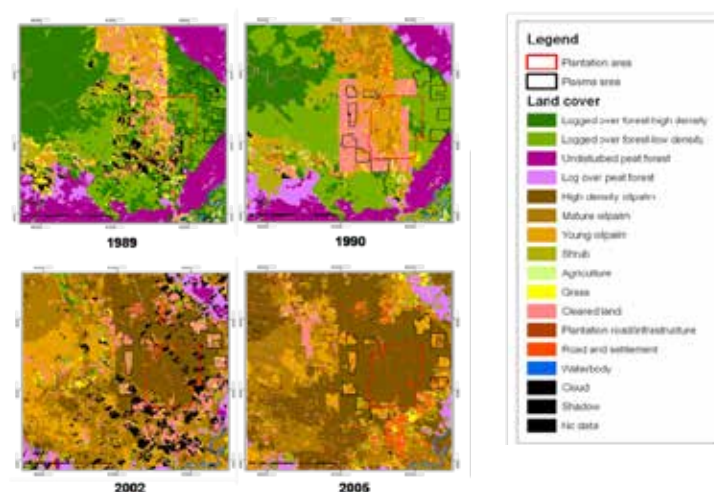 1989
1990
2002
2005
Legend
Plantation area
Plasma area
Land cover
Logged over forest-high density
Logged over forest-low density
Undisturbed peat forest
Log over peat forest
High density oilpalm
Mature oilpalm
Young oilpalm
Shrub
Agriculture
Grass
Cleared land
Plantation road/infrastructure
Road and settlement
Waterbody
Cloud
Shadow
No data